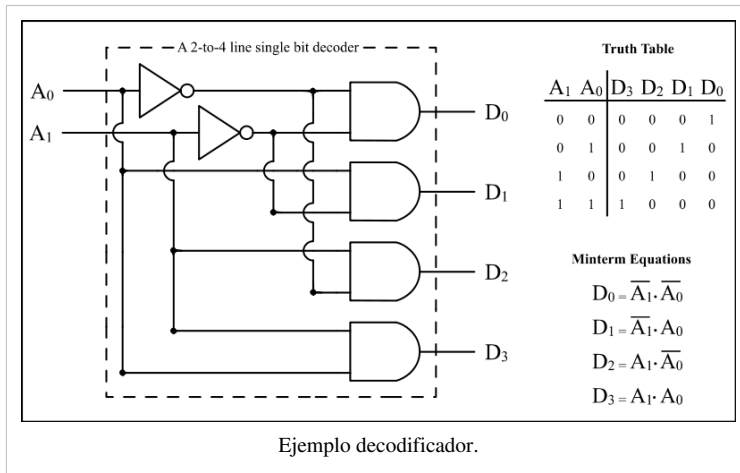 A 2-to-4 line single bit decoder
A0
A1
D0
D1
D2
D3
Truth Table
A1 A0 D3 D2 D1 D0
0 0 0 0 0 1
0 1 0 0 1 0
1 0 0 1 0 0
1 1 1 0 0 0
Minterm Equations
D0 = A̅1· A̅0
D1 = A̅1· A0
D2 = A1· A̅0
D3 = A1· A0
Ejemplo decodificador.